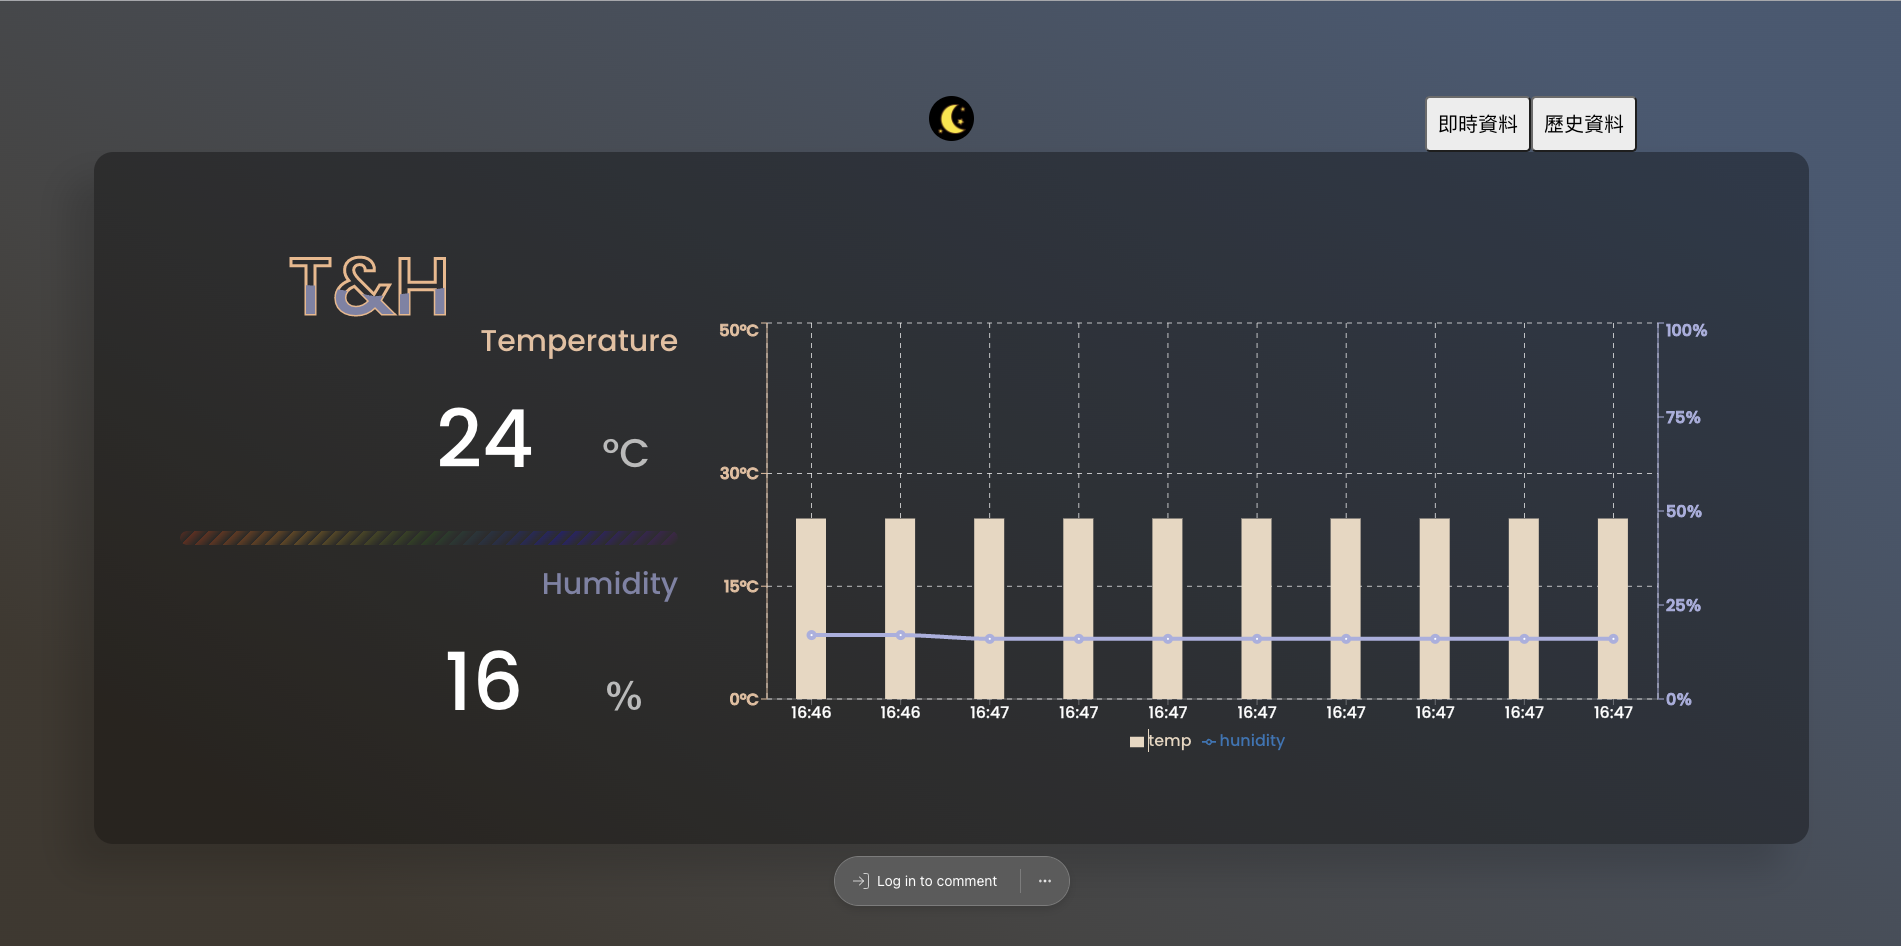 即時資料 歷史資料
T&H
Temperature
24 °C
Humidity
16 %
50°C
30°C
15°C
0°C
100%
75%
50%
25%
0%
16:46 16:46 16:47 16:47 16:47 16:47 16:47 16:47 16:47 16:47
temp hunidity
Log in to comment